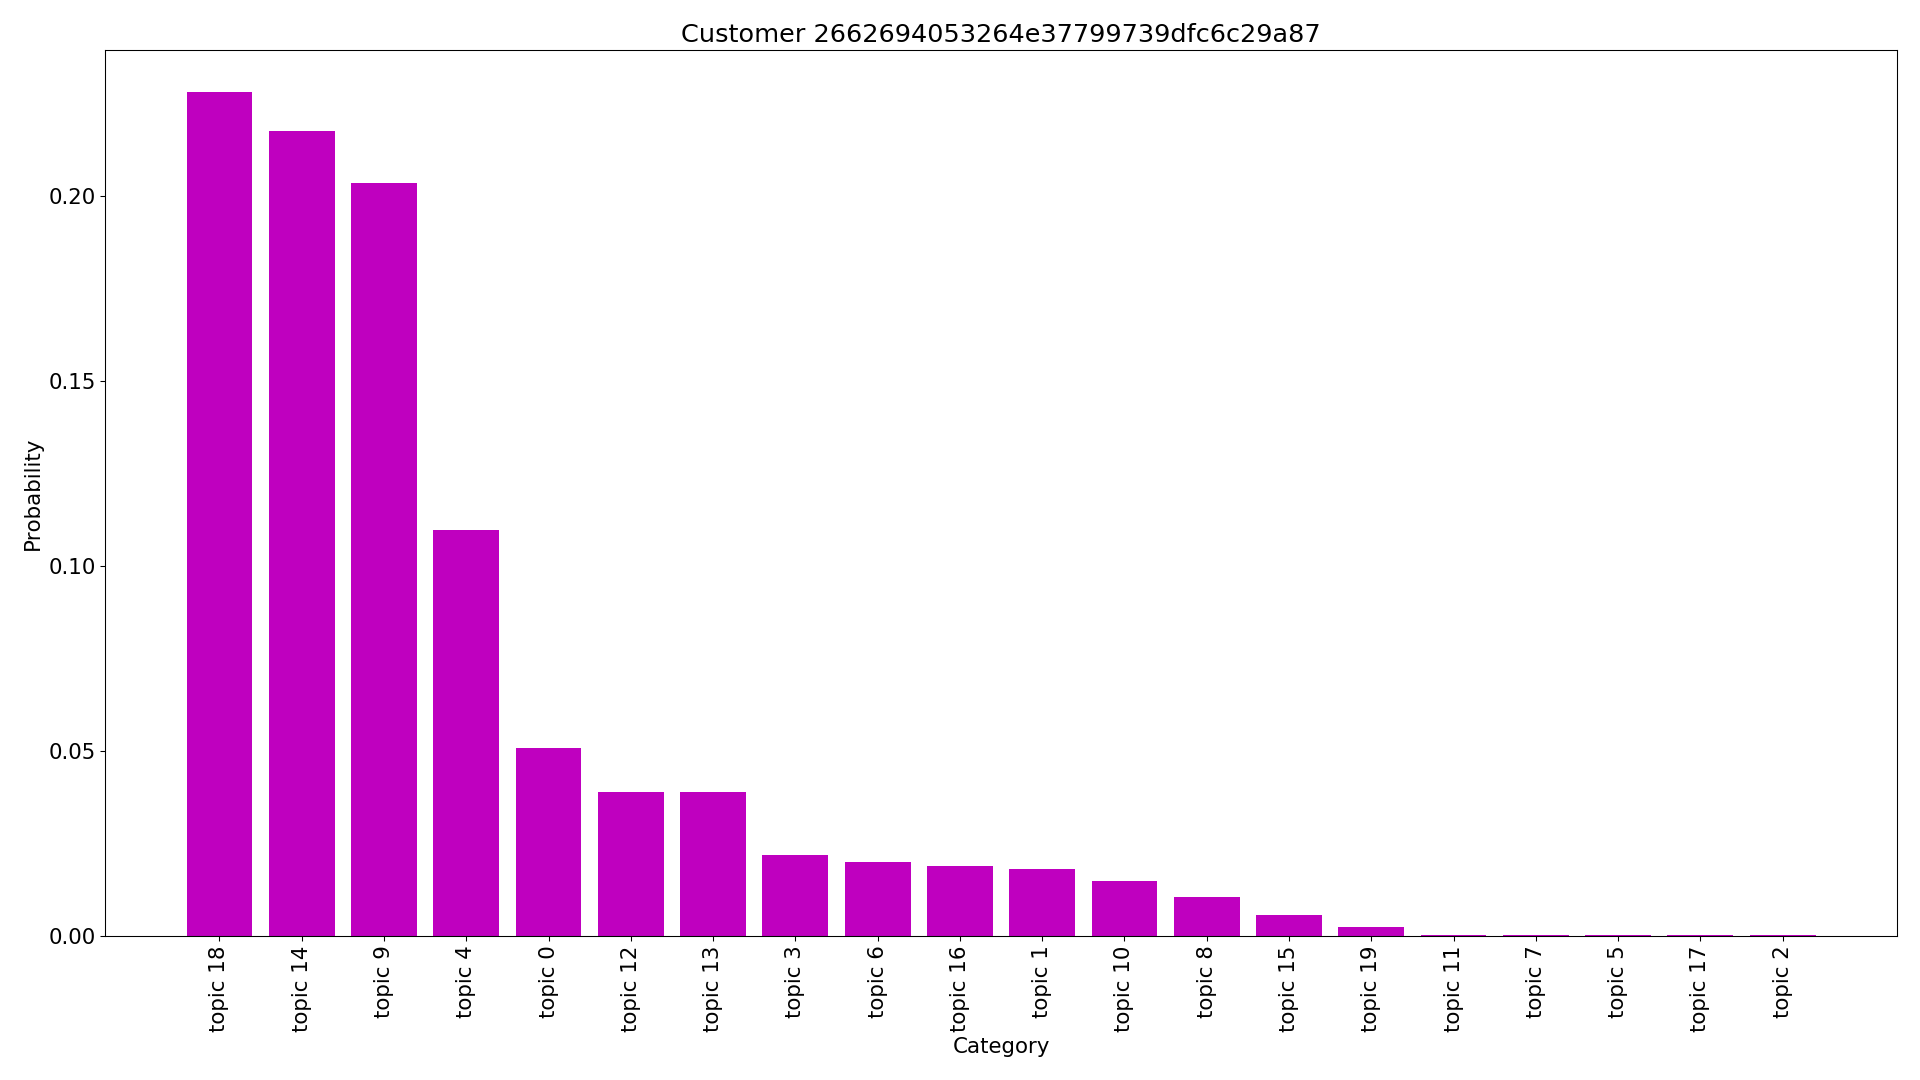 Customer 2662694053264e37799739dfc6c29a87
Probability
0.20
0.15
0.10
0.05
0.00
topic 18
topic 14
topic 9
topic 4
topic 0
topic 12
topic 13
topic 3
topic 6
topic 16
topic 1
topic 10
topic 8
topic 15
topic 19
topic 11
topic 7
topic 5
topic 17
topic 2
Category